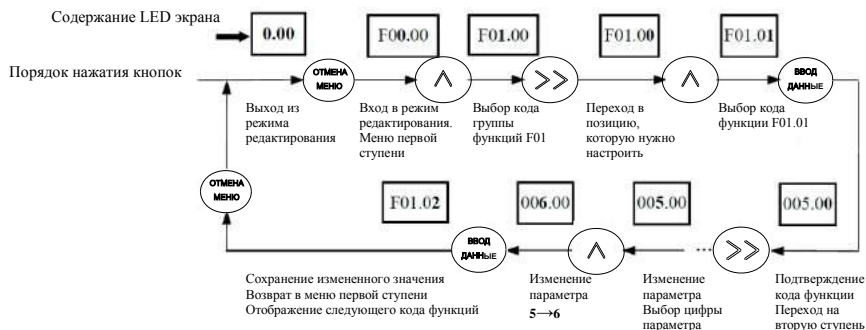 Содержание LED экрана
0.00
F00.00
F01.00
F01.00
F01.01
Порядок нажатия кнопок
ОТМЕНА
МЕНЮ
ВВОД
ДАННЫЕ
Выход из
режима
редактирования
Вход в режим
редактирования.
Меню первой
ступени
Выбор кода
группы
функций F01
Переход в
позицию,
которую нужно
настроить
Выбор кода
функции F01.01
ОТМЕНА
МЕНЮ
F01.02
006.00
005.00
005.00
ВВОД
ДАННЫЕ
Сохранение измененного значения
Возврат в меню первой ступени
Отображение следующего кода функций
Изменение
параметра
5→6
Изменение
параметра
Выбор цифры
параметра
Подтверждение
кода функции
Переход на
вторую ступень